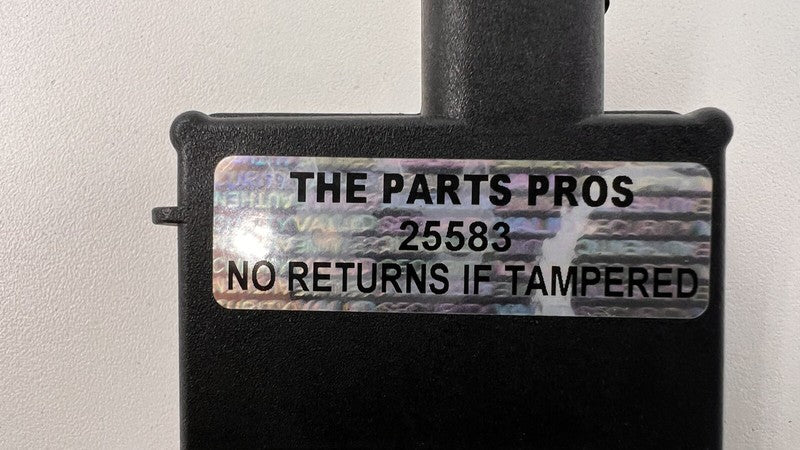 THE PARTS PROS
25583
NO RETURNS IF TAMPERED